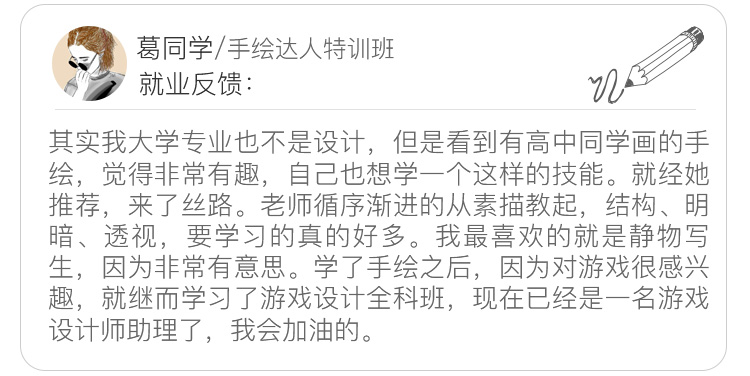 葛同学/手绘达人特训班
就业反馈：
其实我大学专业也不是设计，但是看到有高中同学画的手
绘，觉得非常有趣，自己也想学一个这样的技能。就经她
推荐，来了丝路。老师循序渐进的从素描教起，结构、明
暗、透视，要学习的真的好多。我最喜欢的就是静物写
生，因为非常有意思。学了手绘之后，因为对游戏很感兴
趣，就继而学习了游戏设计全科班，现在已经是一名游戏
设计师助理了，我会加油的。